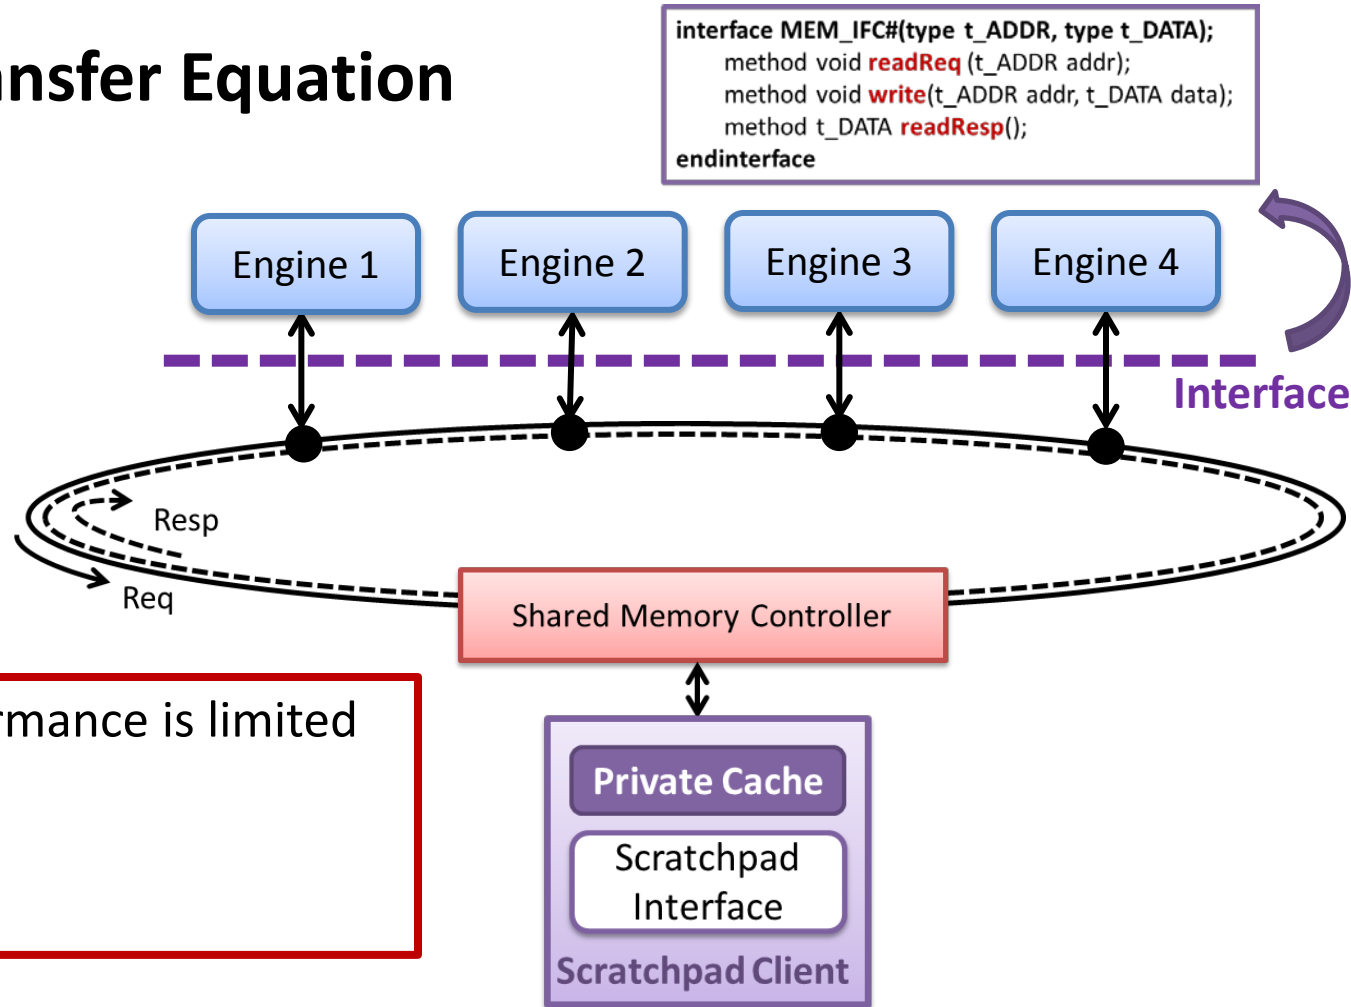 ansfer Equation
interface MEM_IFC#(type t_ADDR, type t_DATA);
method void readReq (t_ADDR addr);
method void write(t_ADDR addr, t_DATA data);
method t_DATA readResp();
endinterface
Engine 1
Engine 2
Engine 3
Engine 4
Interface
Resp
Req
Shared Memory Controller
rmance is limited
Private Cache
Scratchpad
Interface
Scratchpad Client